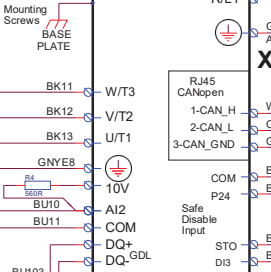 Mounting
Screws
BASE
PLATE
BK11 W/T3
BK12 V/T2
BK13 U/T1
GNYE8
R4
560R
10V
BU10 AI2
BU11 COM
DQ+
DQ- GDL
BU103
X
RJ45
CANopen
1-CAN_H
2-CAN_L
3-CAN_GND
COM
P24
Safe
Disable
Input
STO
DI3